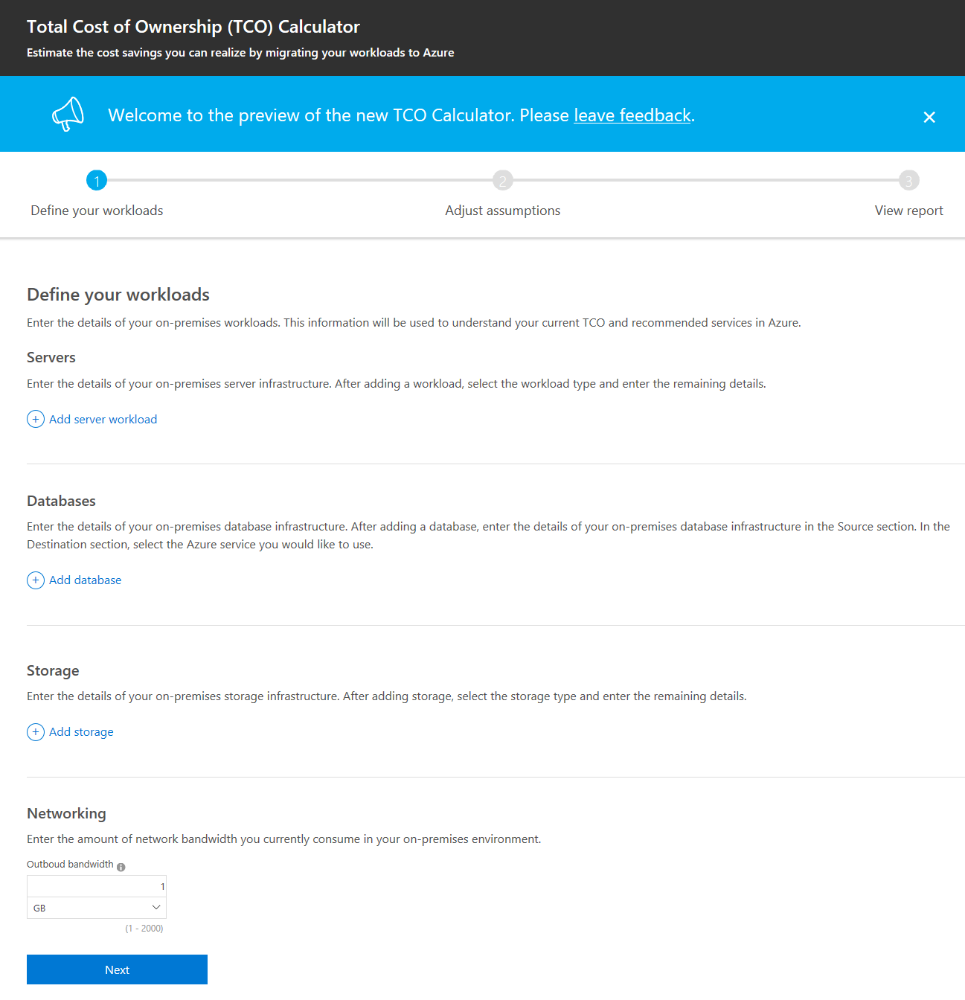 Total Cost of Ownership (TCO) Calculator
Estimate the cost savings you can realize by migrating your workloads to Azure
Welcome to the preview of the new TCO Calculator. Please leave feedback.
1
2
3
Define your workloads
Adjust assumptions
View report
Define your workloads
Enter the details of your on-premises workloads. This information will be used to understand your current TCO and recommended services in Azure.
Servers
Enter the details of your on-premises server infrastructure. After adding a workload, select the workload type and enter the remaining details.
Add server workload
Databases
Enter the details of your on-premises database infrastructure. After adding a database, enter the details of your on-premises database infrastructure in the Source section. In the
Destination section, select the Azure service you would like to use.
Add database
Storage
Enter the details of your on-premises storage infrastructure. After adding storage, select the storage type and enter the remaining details.
Add storage
Networking
Enter the amount of network bandwidth you currently consume in your on-premises environment.
Outboud bandwidth
1
GB
(1 - 2000)
Next